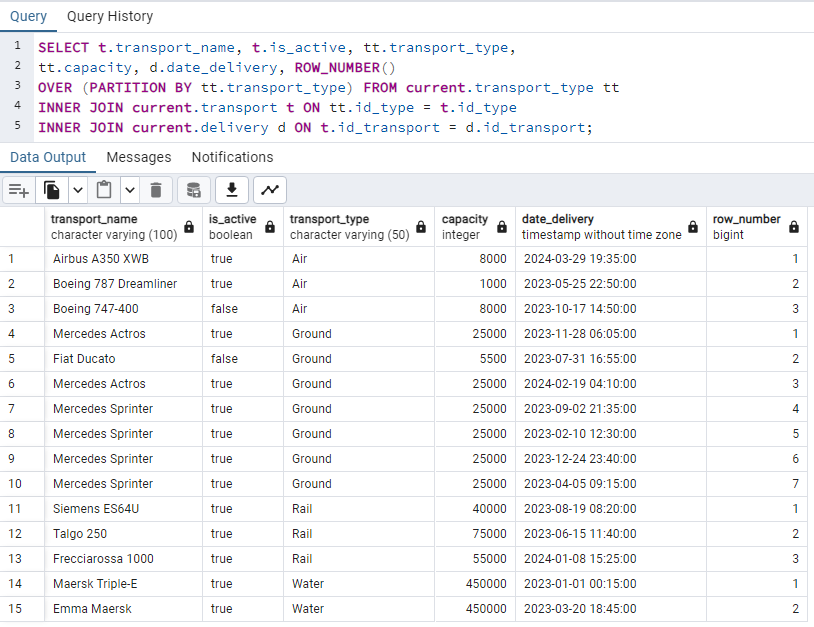 Query Query History
1 SELECT t.transport_name, t.is_active, tt.transport_type,
2 tt.capacity, d.date_delivery, ROW_NUMBER()
3 OVER (PARTITION BY tt.transport_type) FROM current.transport_type tt
4 INNER JOIN current.transport t ON tt.id_type = t.id_type
5 INNER JOIN current.delivery d ON t.id_transport = d.id_transport;
Data Output Messages Notifications
transport_name is_active transport_type capacity date_delivery row_number
character varying (100) boolean character varying (50) integer timestamp without time zone bigint
1 Airbus A350 XWB true Air 8000 2024-03-29 19:35:00 1
2 Boeing 787 Dreamliner true Air 1000 2023-05-25 22:50:00 2
3 Boeing 747-400 false Air 8000 2023-10-17 14:50:00 3
4 Mercedes Actros true Ground 25000 2023-11-28 06:05:00 1
5 Fiat Ducato false Ground 5500 2023-07-31 16:55:00 2
6 Mercedes Actros true Ground 25000 2024-02-19 04:10:00 3
7 Mercedes Sprinter true Ground 25000 2023-09-02 21:35:00 4
8 Mercedes Sprinter true Ground 25000 2023-02-10 12:30:00 5
9 Mercedes Sprinter true Ground 25000 2023-12-24 23:40:00 6
10 Mercedes Sprinter true Ground 25000 2023-04-05 09:15:00 7
11 Siemens ES64U true Rail 40000 2023-08-19 08:20:00 1
12 Talgo 250 true Rail 75000 2023-06-15 11:40:00 2
13 Frecciarossa 1000 true Rail 55000 2024-01-08 15:25:00 3
14 Maersk Triple-E true Water 450000 2023-01-01 00:15:00 1
15 Emma Maersk true Water 450000 2023-03-20 18:45:00 2